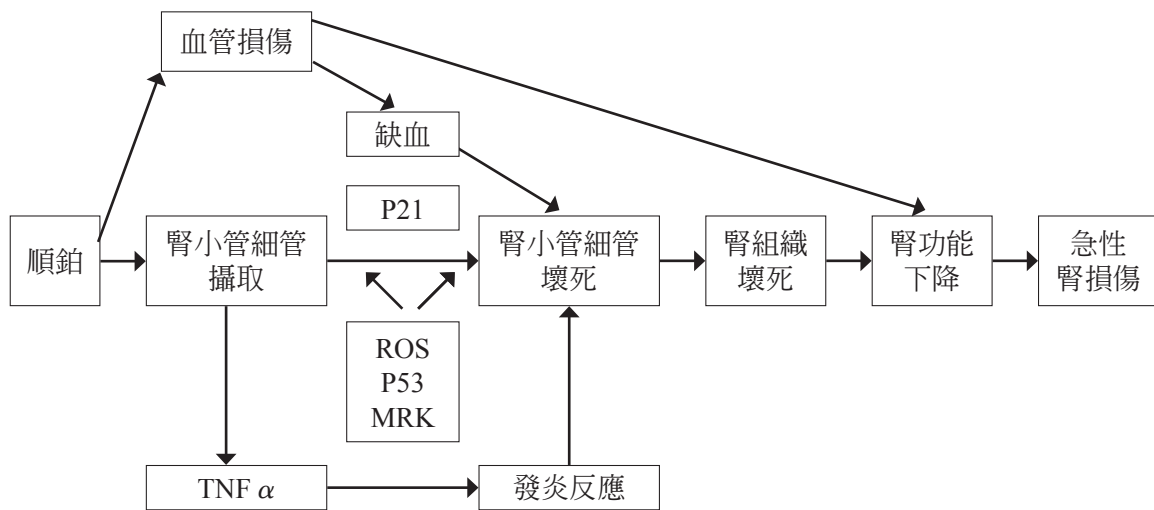 血管損傷
缺血
P21
順鉑
腎小管細管
攝取
腎小管細管
壞死
腎組織
壞死
腎功能
下降
急性
腎損傷
ROS
P53
MRK
TNF α
發炎反應